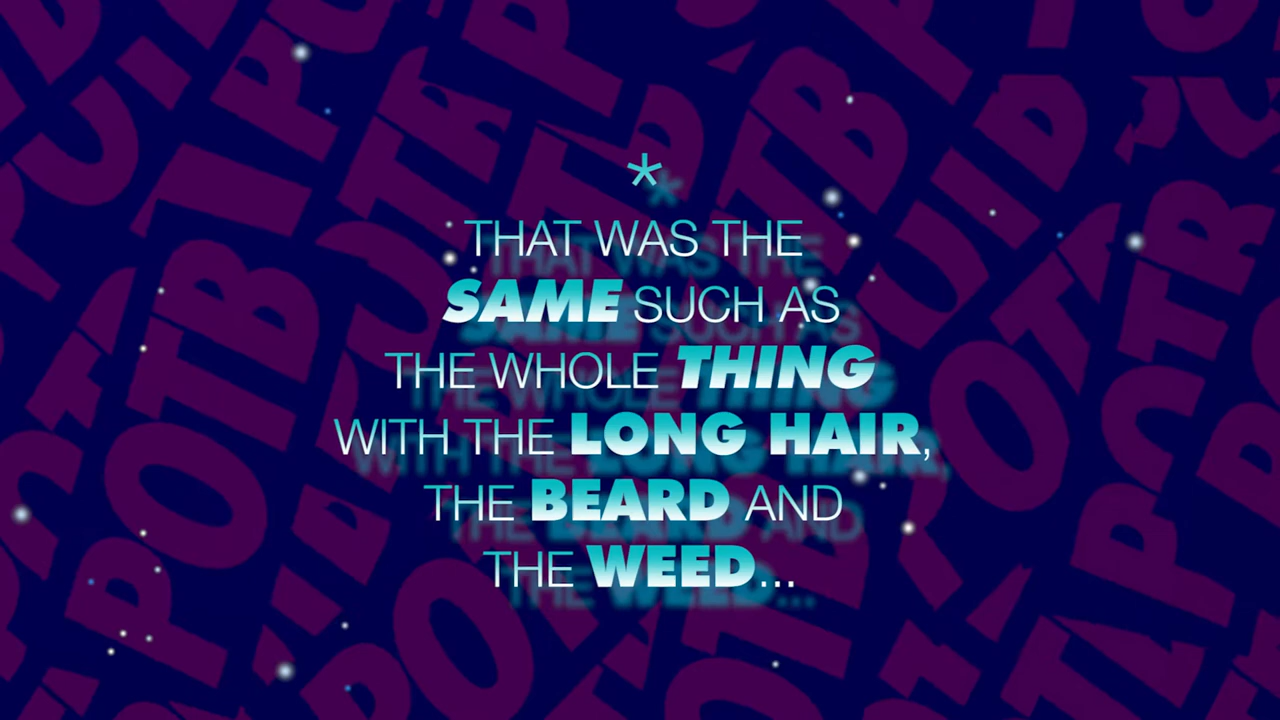 *
THAT WAS THE
SAME SUCH AS
THE WHOLE THING
WITH THE LONG HAIR,
THE BEARD AND
THE WEED...